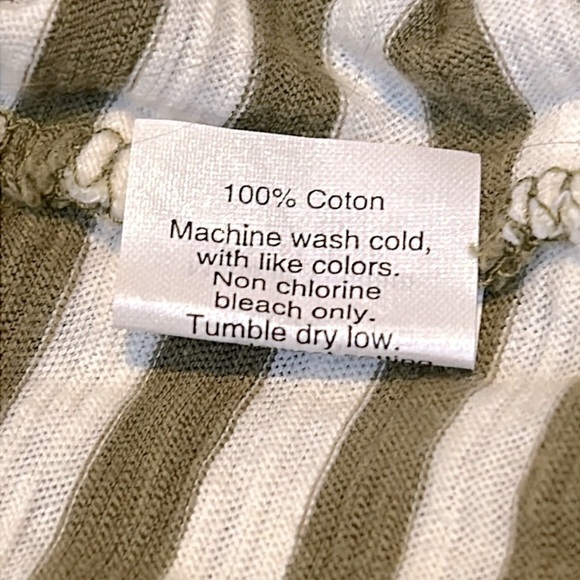 100% Coton
Machine wash cold,
with like colors.
Non chlorine
bleach only.
Tumble dry low.